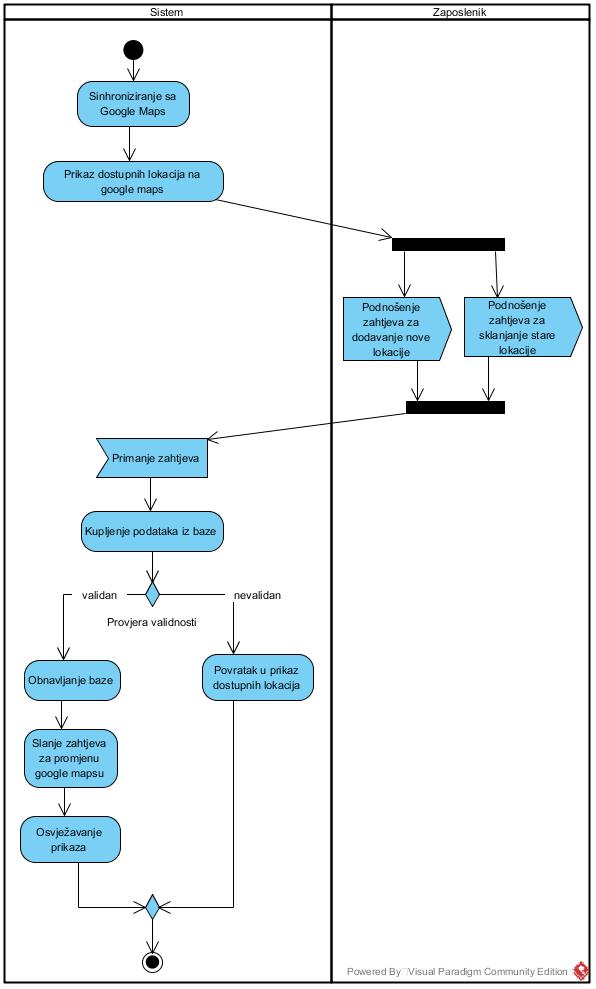 Sistem
Zaposlenik
Sinhroniziranje sa
Google Maps
Prikaz dostupnih lokacija na
google maps
Podnošenje
zahtjeva za
dodavanje nove
lokacije
Podnošenje
zahtjeva za
sklanjanje stare
lokacije
Primanje zahtjeva
Kupljenje podataka iz baze
validan
nevalidan
Provjera validnosti
Obnavljanje baze
Povratak u prikaz
dostupnih lokacija
Slanje zahtjeva
za promjenu
google mapsu
Osvježavanje
prikaza
Powered By Visual Paradigm Community Edition